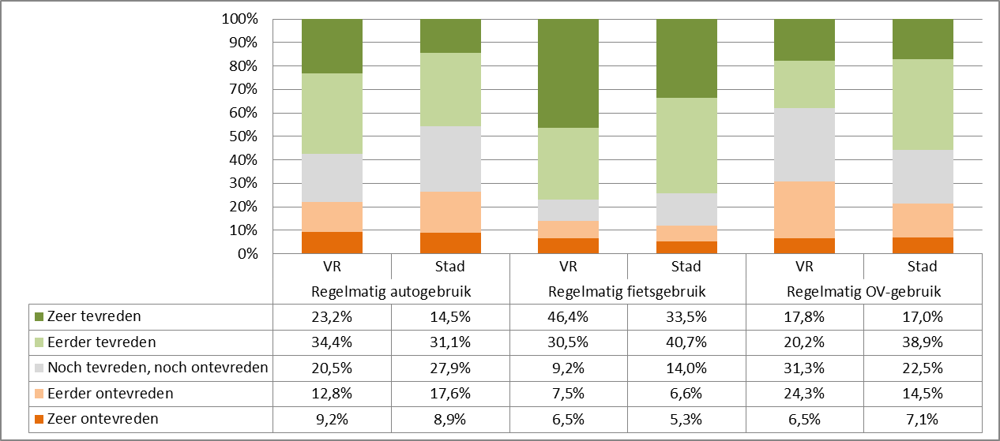 100%
90%
80%
70%
60%
50%
40%
30%
20%
10%
0%
VR Stad VR Stad VR Stad
Regelmatig autogebruik Regelmatig fietsgebruik Regelmatig OV-gebruik
Zeer tevreden 23,2% 14,5% 46,4% 33,5% 17,8% 17,0%
Eerder tevreden 34,4% 31,1% 30,5% 40,7% 20,2% 38,9%
Noch tevreden, noch ontevreden 20,5% 27,9% 9,2% 14,0% 31,3% 22,5%
Eerder ontevreden 12,8% 17,6% 7,5% 6,6% 24,3% 14,5%
Zeer ontevreden 9,2% 8,9% 6,5% 5,3% 6,5% 7,1%